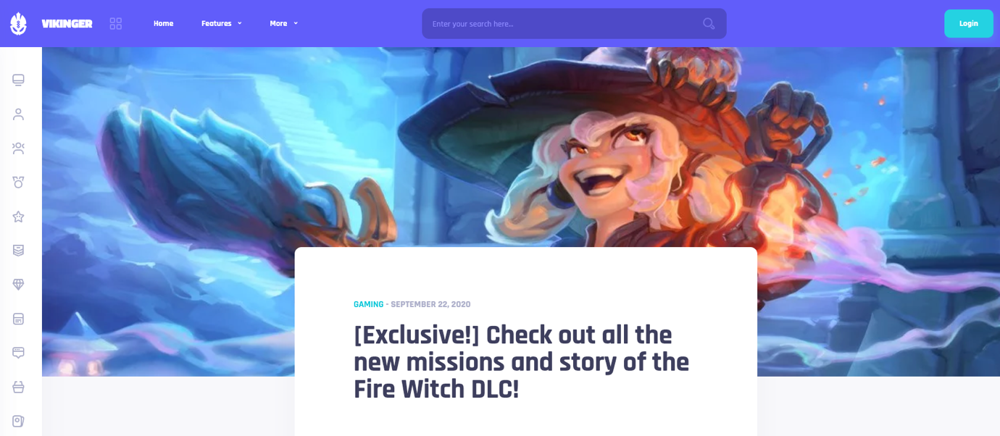 VIKINGER
Home
Features
More
Enter your search here...
Login
GAMING - SEPTEMBER 22, 2020
[Exclusive!] Check out all the
new missions and story of the
Fire Witch DLC!